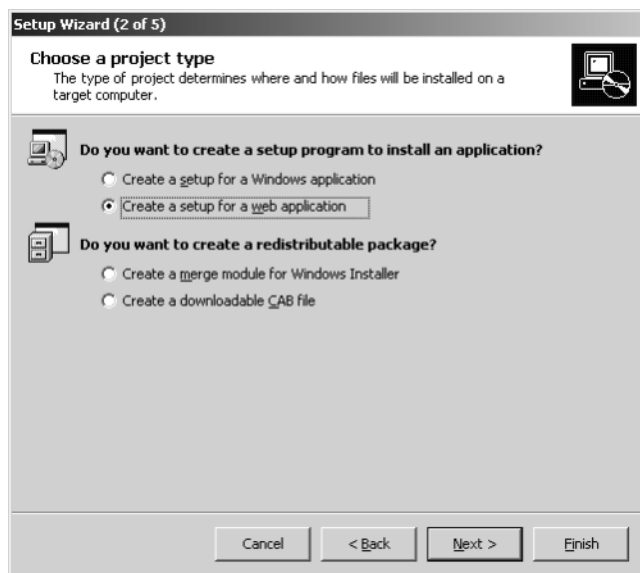 Setup Wizard (2 of 5)
Choose a project type
The type of project determines where and how files will be installed on a
target computer.
Do you want to create a setup program to install an application?
Create a setup for a Windows application
Create a setup for a web application
Do you want to create a redistributable package?
Create a merge module for Windows Installer
Create a downloadable CAB file
Cancel
< Back
Next >
Finish